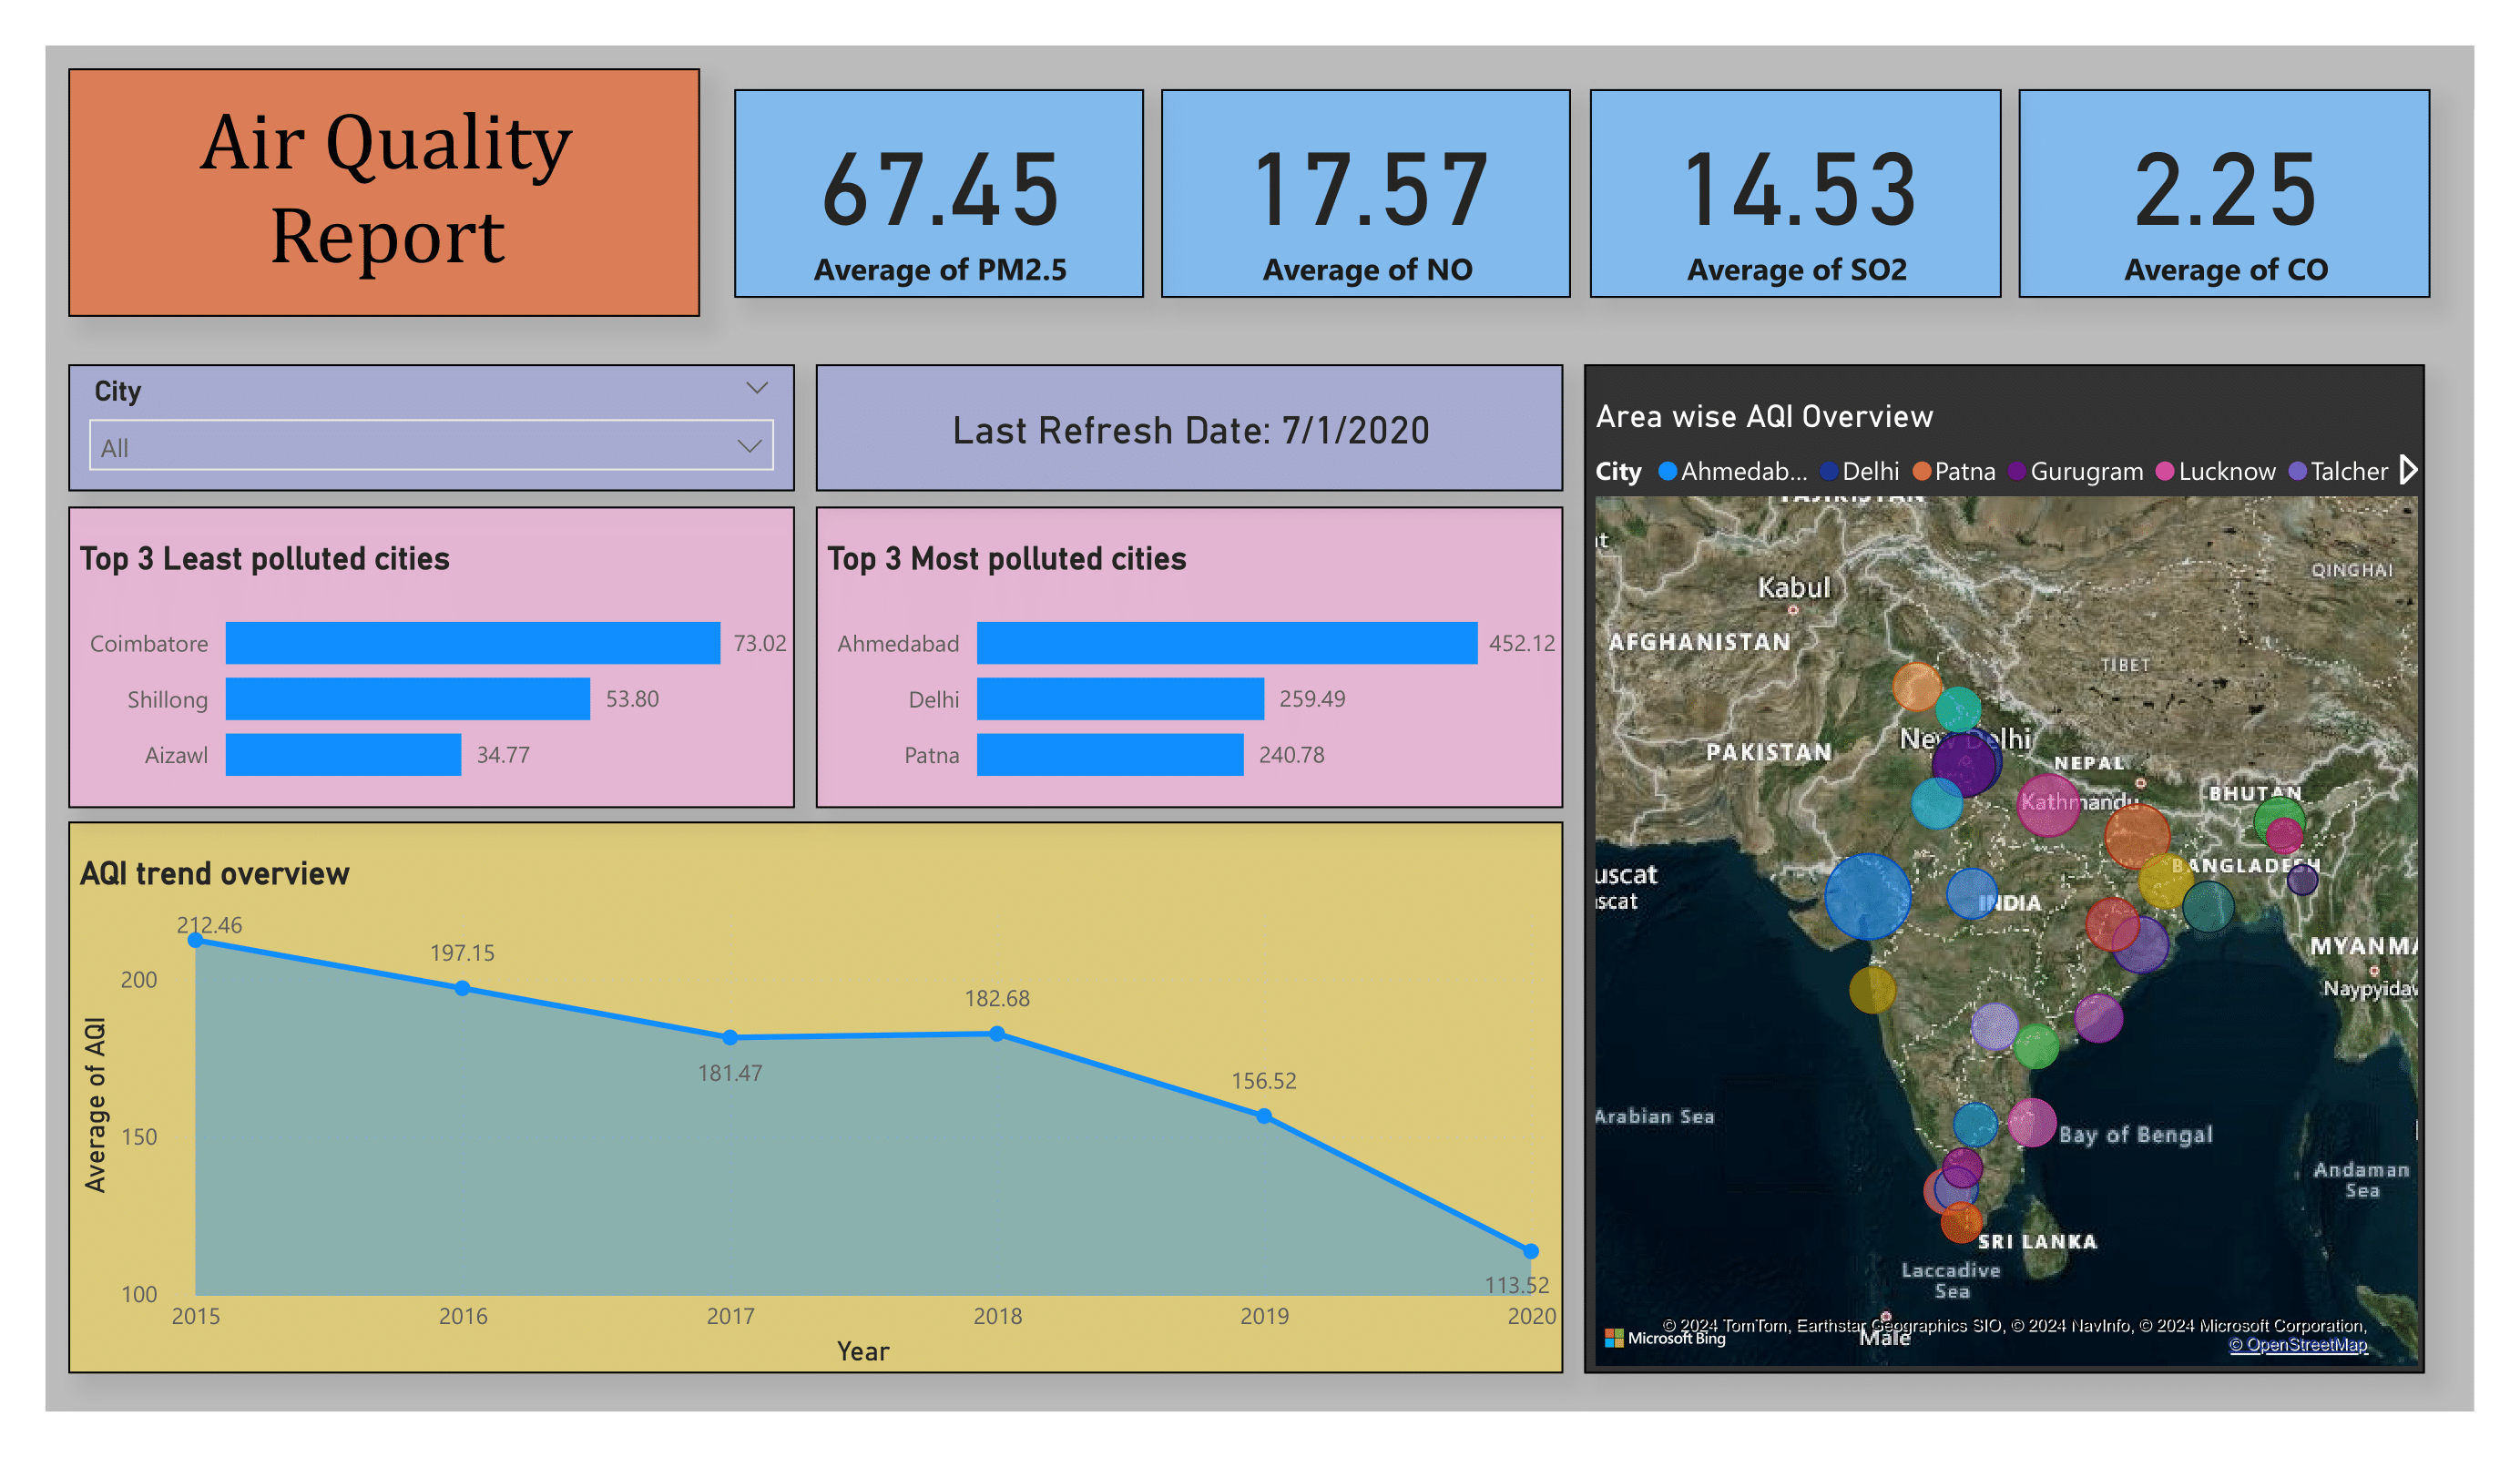 Air Quality
Report
67.45
Average of PM2.5
17.57
Average of NO
14.53
Average of SO2
2.25
Average of CO
City
All
Last Refresh Date: 7/1/2020
Top 3 Least polluted cities
Coimbatore 73.02
Shillong 53.80
Aizawl 34.77
Top 3 Most polluted cities
Ahmedabad 452.12
Delhi 259.49
Patna 240.78
AQI trend overview
Average of AQI
200
150
100
212.46
197.15
181.47
182.68
156.52
113.52
2015 2016 2017 2018 2019 2020
Year
Area wise AQI Overview
City Ahmedab... Delhi Patna Gurugram Lucknow Talcher
TAJIKISTAN
QINGHAI
Kabul
AFGHANISTAN
TIBET
New Delhi
PAKISTAN
NEPAL
Kathmandu
BHUTAN
BANGLADESH
uscat
scat
INDIA
MYANMA
Naypyidaw
Arabian Sea
Bay of Bengal
Andaman
Sea
SRI LANKA
Laccadive
Sea
Male
© 2024 TomTom, Earthstar Geographics SIO, © 2024 NavInfo, © 2024 Microsoft Corporation,
Microsoft Bing
© OpenStreetMap